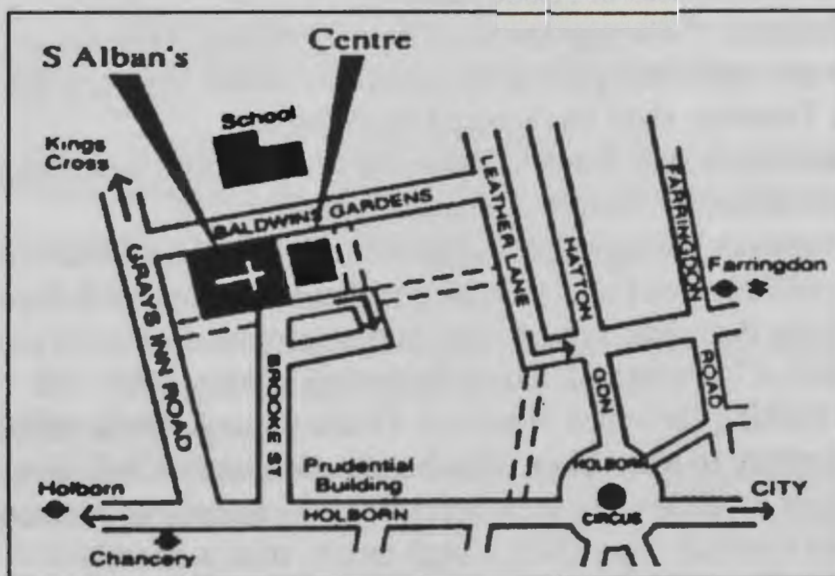 S Alban's
Centre
School
Kings
Cross
BALDWINS GARDENS
LEATHER LANE
HATTON
GDN
FARRINGDON
ROAD
Farringdon
GRAYS INN ROAD
BROOKE ST
Prudential
Building
Holborn
HOLBORN
HOLBORN
CIRCUS
CITY
Chancery